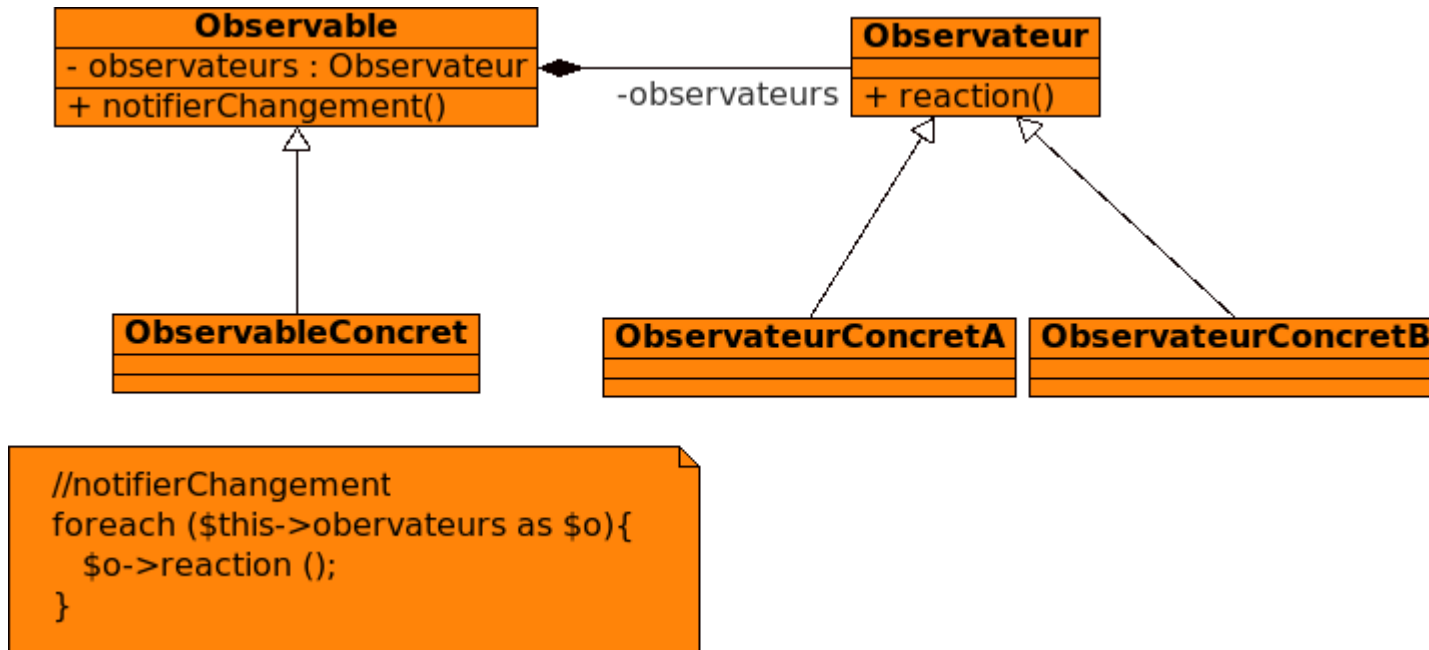 Observable
- observateurs : Observateur
+ notifierChangement()
-observateurs
Observateur
+ reaction()
ObservableConcret
ObservateurConcretA
ObservateurConcretB
//notifierChangement
foreach ($this->obervateurs as $o){
$o->reaction ();
}